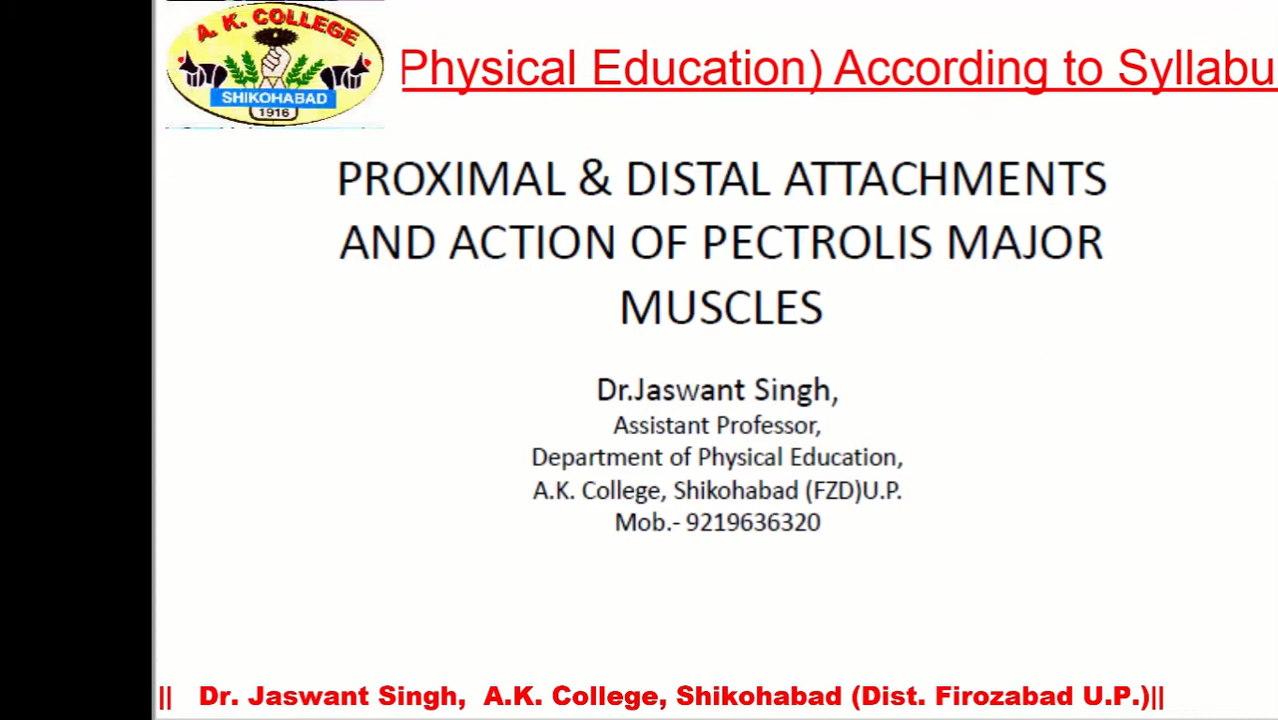 A. K. COLLEGE
SHIKOHABAD
1916
Physical Education) According to Syllabu
PROXIMAL & DISTAL ATTACHMENTS
AND ACTION OF PECTROLIS MAJOR
MUSCLES
Dr.Jaswant Singh,
Assistant Professor,
Department of Physical Education,
A.K. College, Shikohabad (FZD)U.P.
Mob.- 9219636320
|| Dr. Jaswant Singh, A.K. College, Shikohabad (Dist. Firozabad U.P.)||